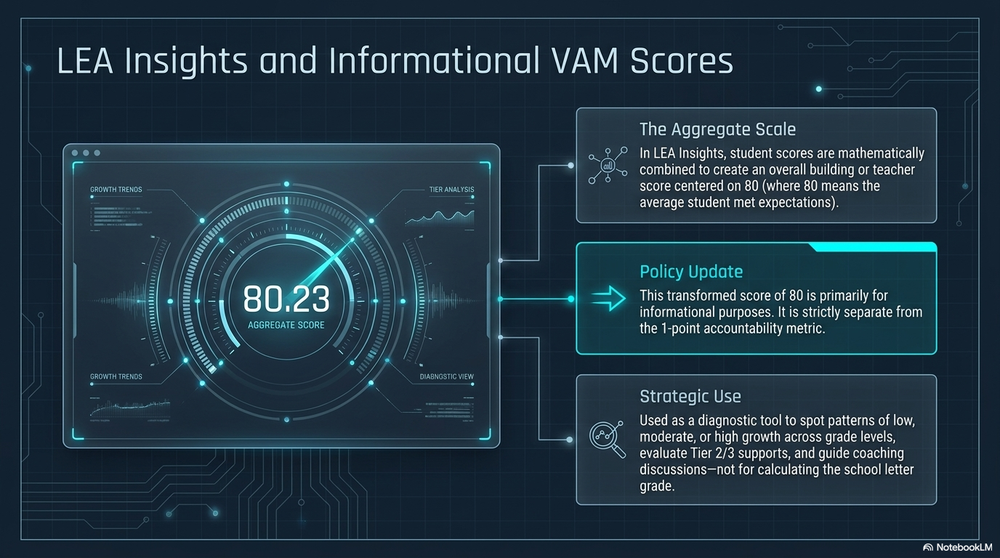 LEA Insights and Informational VAM Scores
GROWTH TRENDS
TIER ANALYSIS
80.23
AGGREGATE SCORE
GROWTH TRENDS
DIABNOSTIC VIEW
The Aggregate Scale
In LEA Insights, student scores are mathematically
combined to create an overall building or teacher
score centered on 80 (where 80 means the
average student met expectations).
Policy Update
This transformed score of 80 is primarily for
informational purposes. It is strictly separate from
the 1-point accountability metric.
Strategic Use
Used as a diagnostic tool to spot patterns of low,
moderate, or high growth across grade levels,
evaluate Tier 2/3 supports, and guide coaching
discussions—not for calculating the school letter
grade.
NotebookLM